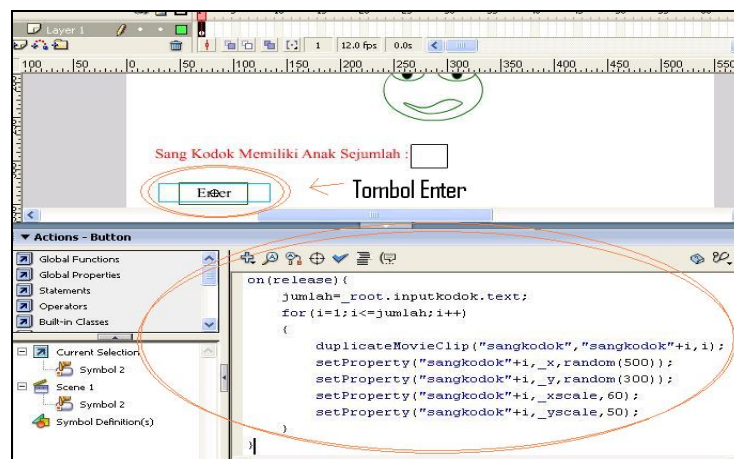 Layer 1
1 12.0 fps 0.0s
100 50 0 50 100 150 200 250 300 350 400 450 500 550
Sang Kodok Memiliki Anak Sejumlah :
Enter
Tombol Enter
Actions - Button
Global Functions
Global Properties
Statements
Operators
Built-in Classes
Current Selection
Symbol 2
Scene 1
Symbol 2
Symbol Definition(s)
on(release){
jumlah=_root.inputkodok.text;
for(i=1;i<=jumlah;i++)
{
duplicateMovieClip("sangkodok","sangkodok"+i,i);
setProperty("sangkodok"+i,_x,random(500));
setProperty("sangkodok"+i,_y,random(300));
setProperty("sangkodok"+i,_xscale,60);
setProperty("sangkodok"+i,_yscale,50);
}
}